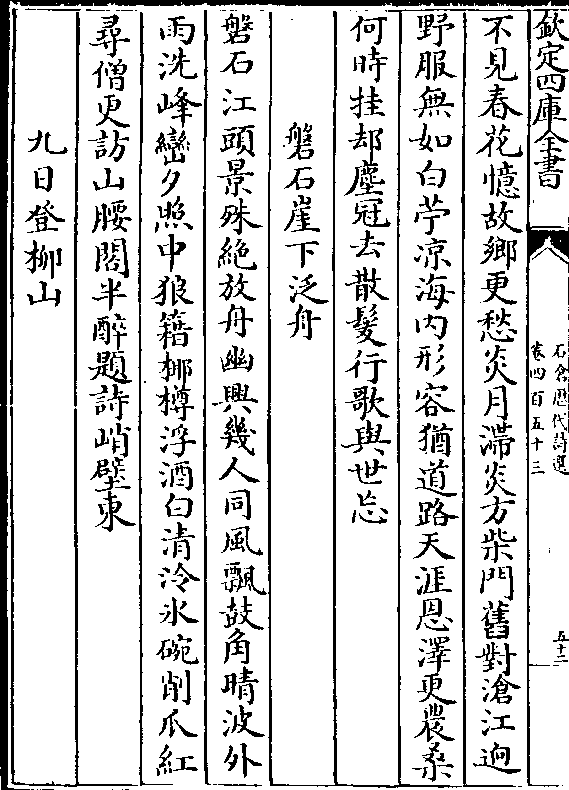 欽定四庫全書
石倉歷代詩選
卷四百五十三
五十二
不見春花憶故鄉更愁炎月滯炎方柴門舊對滄江逈
野服無如白苧凉海内形容猶道路天涯恩澤更農桑
何時挂却塵冠去散髮行歌與世忘
磐石崖下泛舟
磐石江頭景殊絶放舟幽興幾人同風飄鼓角晴波外
雨洗峰巒夕照中狼籍梛樽浮酒白清泠氷碗削瓜紅
尋僧更訪山腰閣半醉題詩峭壁東
九日登柳山